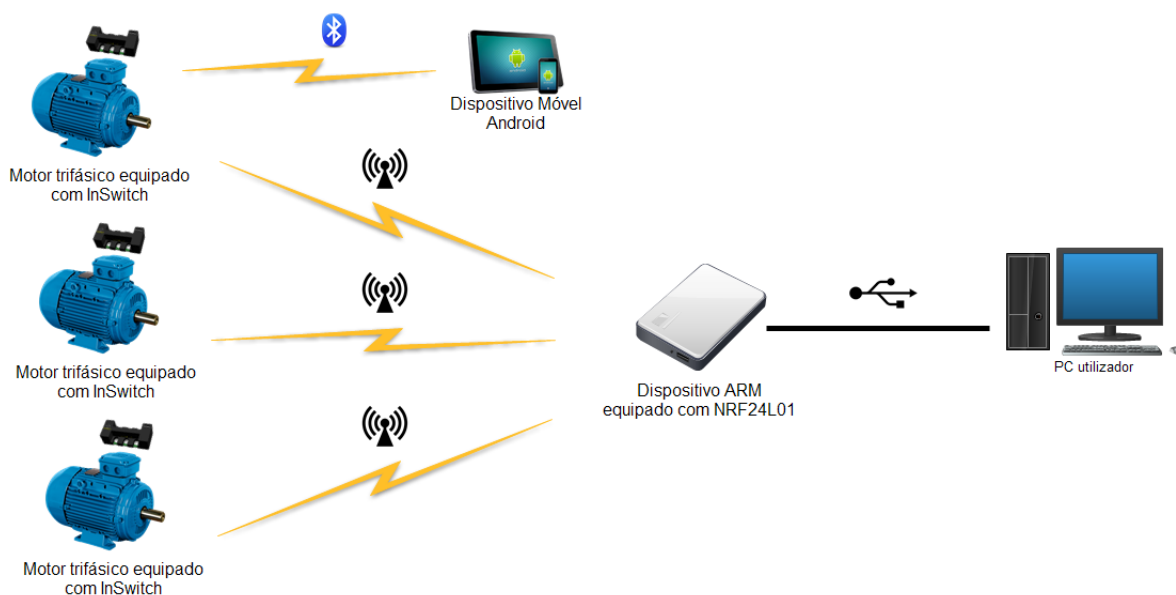 Dispositivo Móvel
Android
Motor trifásico equipado
com InSwitch
Motor trifásico equipado
com InSwitch
PC utilizador
Dispositivo ARM
equipado com NRF24L01
Motor trifásico equipado
com InSwitch